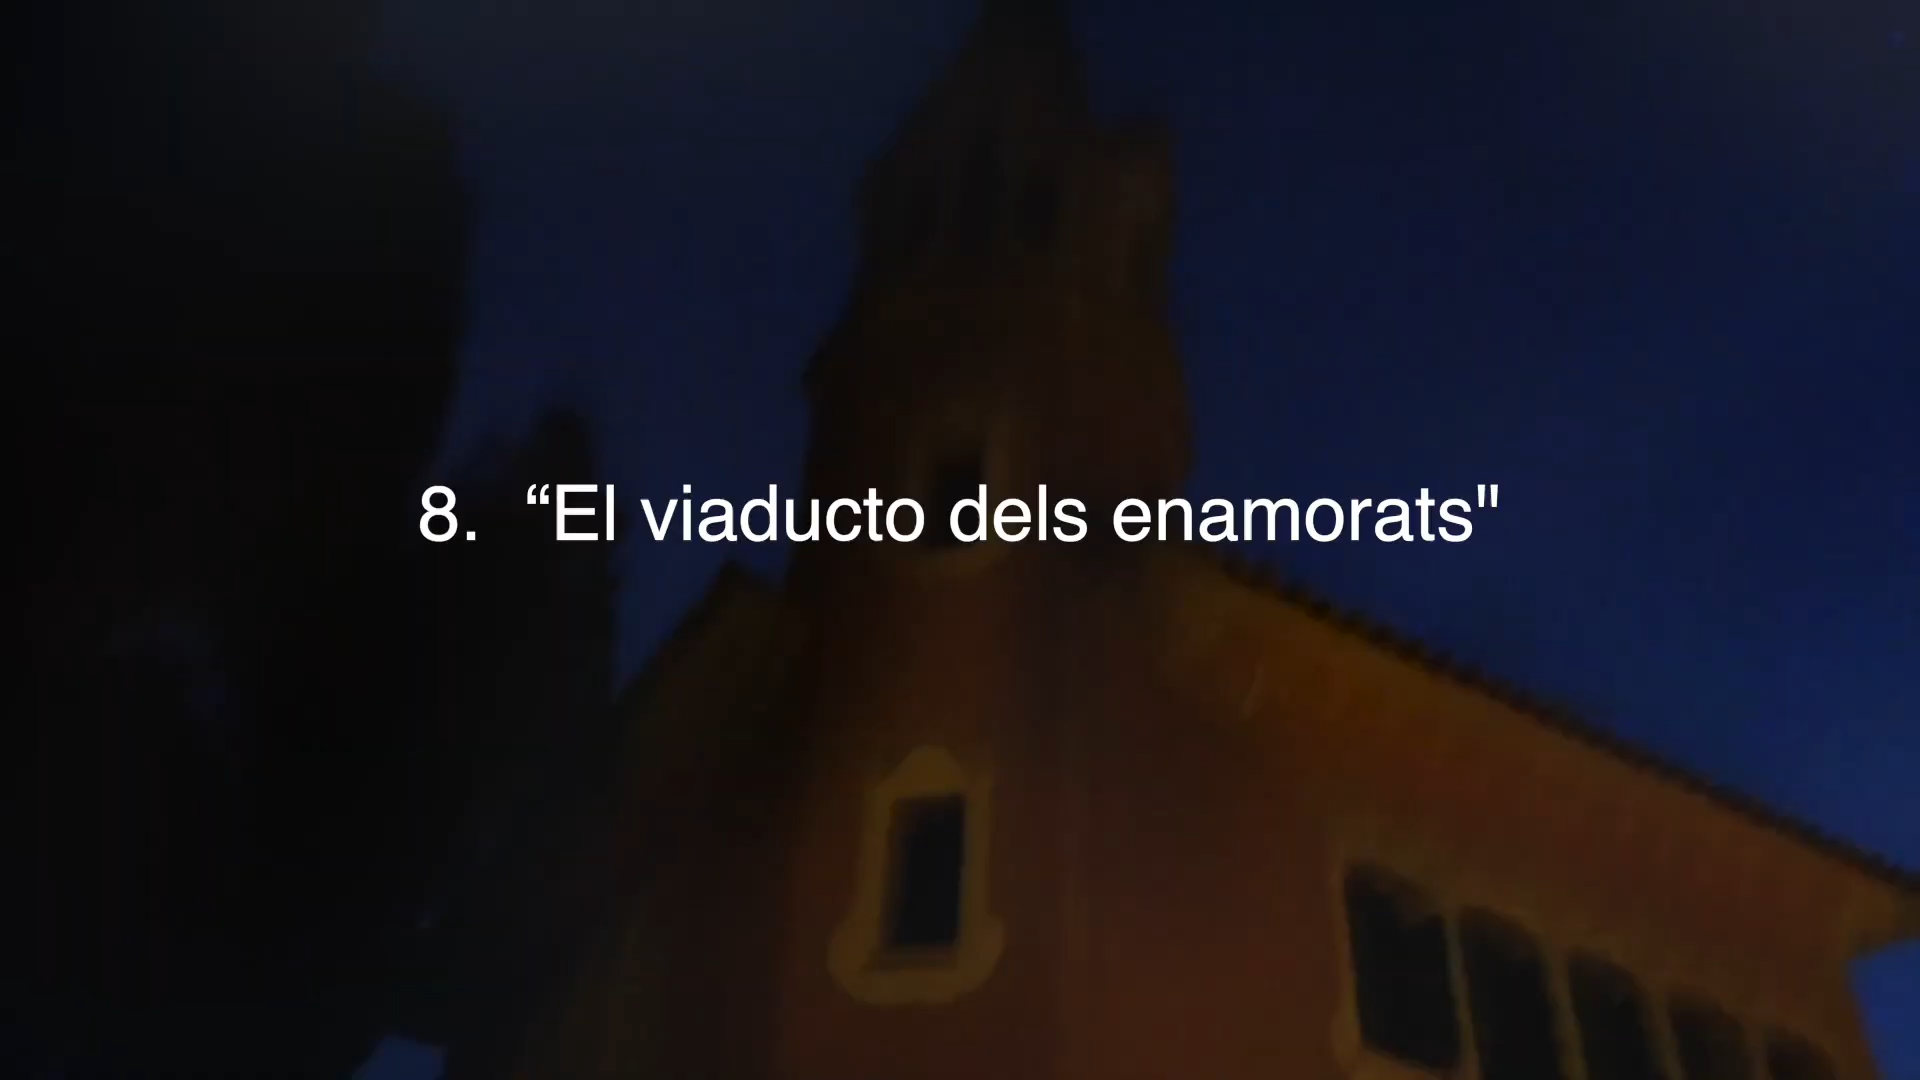 8. “El viaducto dels enamorats"